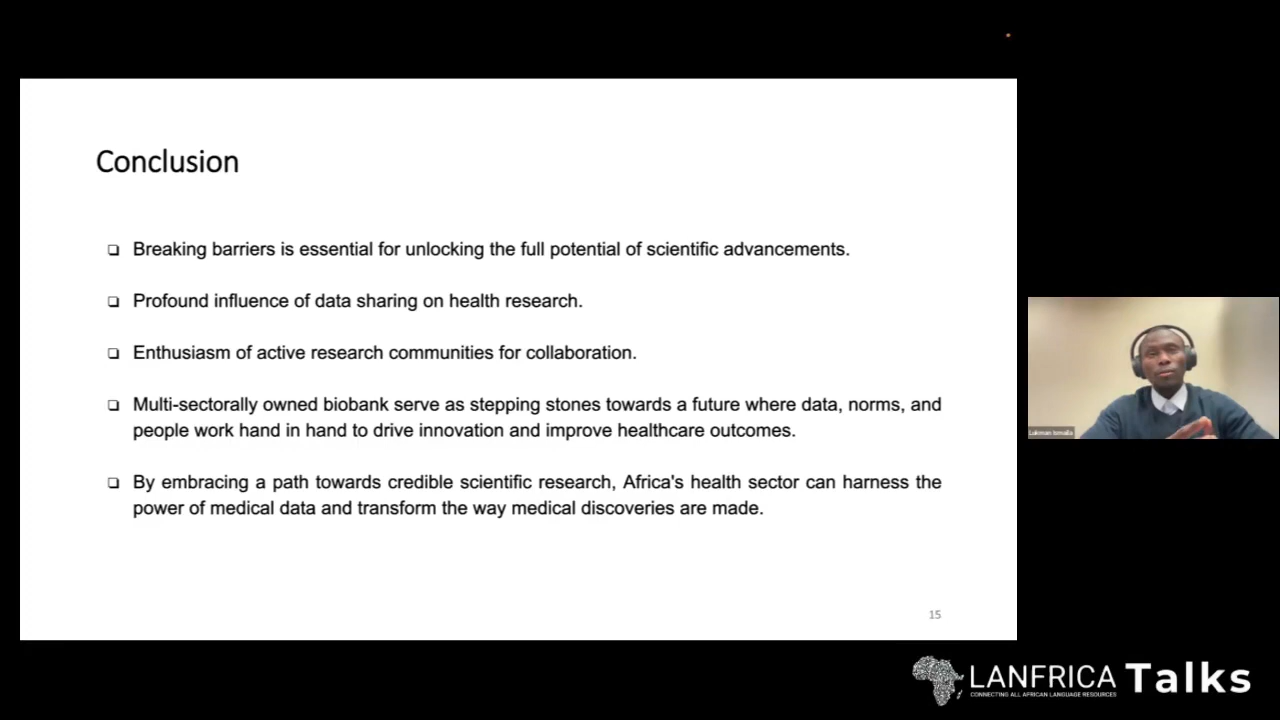 Conclusion
Breaking barriers is essential for unlocking the full potential of scientific advancements.
Profound influence of data sharing on health research.
Enthusiasm of active research communities for collaboration.
Multi-sectorally owned biobank serve as stepping stones towards a future where data, norms, and
people work hand in hand to drive innovation and improve healthcare outcomes.
By embracing a path towards credible scientific research, Africa's health sector can harness the
power of medical data and transform the way medical discoveries are made.
15
Lukman Ismaila
LANFRICA Talks
CONNECTING ALL AFRICAN LANGUAGE RESOURCES